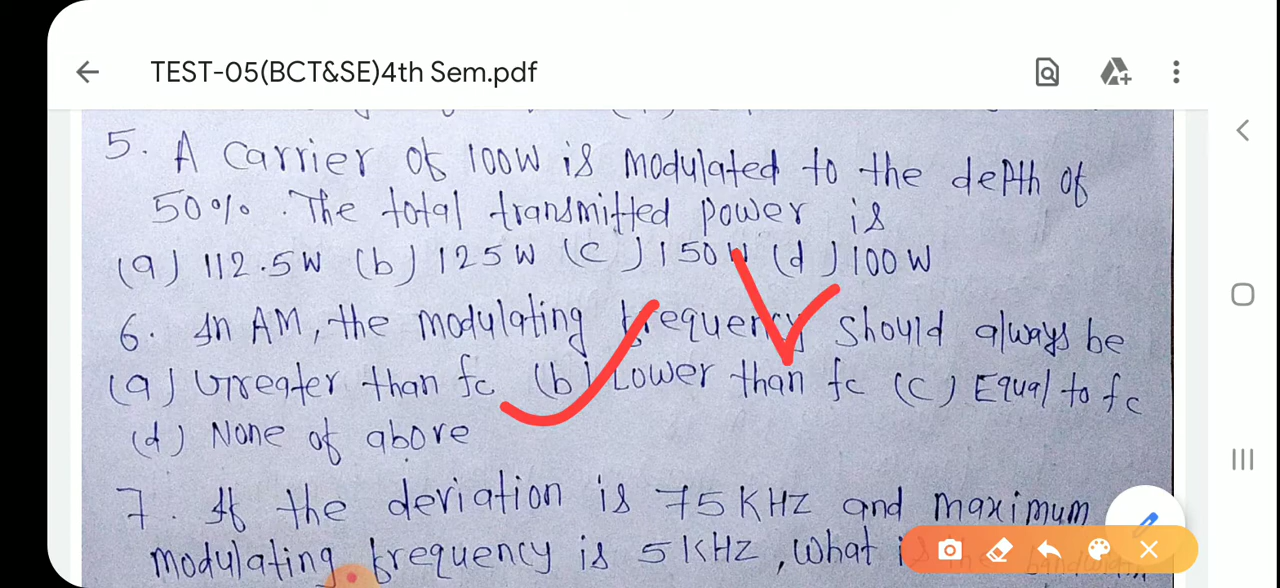 TEST-05(BCT&SE)4th Sem.pdf
5. A Carrier of 100W is modulated to the depth of
50%. The total transmitted power is
(a) 112.5W (b) 125W (c) 150W (d) 100W
6. In AM, the modulating frequency should always be
(a) Greater than fc (b) Lower than fc (c) Equal to fc
(d) None of above
7. If the deviation is 75KHZ and maximum
modulating frequency is 5KHZ, what is the bandwidth